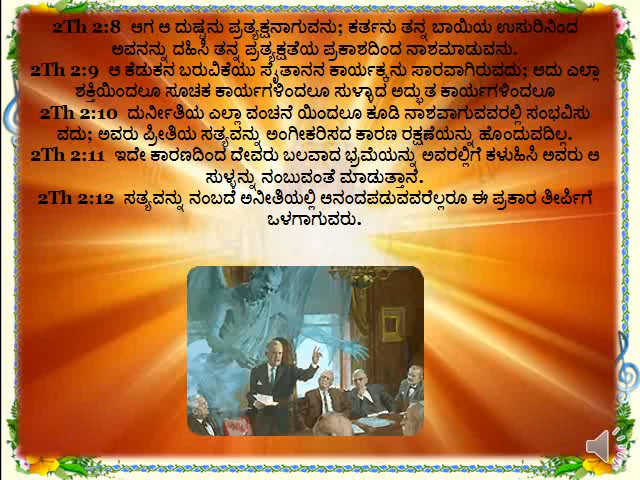 2Th 2:8 ಆಗ ಆ ದುಷ್ಟನು ಪ್ರತ್ಯಕ್ಷನಾಗುವನು; ಕರ್ತನು ತನ್ನ ಬಾಯಿಯ ಉಸುರಿನಿಂದ
ಅವನನ್ನು ದಹಿಸಿ ತನ್ನ ಪ್ರತ್ಯಕ್ಷತೆಯ ಪ್ರಕಾಶದಿಂದ ನಾಶಮಾಡುವನು.
2Th 2:9 ಆ ಕೆಡುಕನ ಬರುವಿಕೆಯು ಸೈತಾನನ ಕಾರ್ಯಕ್ಕನು ಸಾರವಾಗಿರುವದು; ಅದು ಎಲ್ಲಾ
ಶಕ್ತಿಯಿಂದಲೂ ಸೂಚಕ ಕಾರ್ಯಗಳಿಂದಲೂ ಸುಳ್ಳಾದ ಅದ್ಭುತ ಕಾರ್ಯಗಳಿಂದಲೂ
2Th 2:10 ದುರ್ನೀತಿಯ ಎಲ್ಲಾ ವಂಚನೆ ಯಿಂದಲೂ ಕೂಡಿ ನಾಶವಾಗುವವರಲ್ಲಿ ಸಂಭವಿಸು
ವದು; ಅವರು ಪ್ರೀತಿಯ ಸತ್ಯವನ್ನು ಅಂಗೀಕರಿಸದ ಕಾರಣ ರಕ್ಷಣೆಯನ್ನು ಹೊಂದುವದಿಲ್ಲ.
2Th 2:11 ಇದೇ ಕಾರಣದಿಂದ ದೇವರು ಬಲವಾದ ಭ್ರಮೆಯನ್ನು ಅವರಲ್ಲಿಗೆ ಕಳುಹಿಸಿ ಅವರು ಆ
ಸುಳ್ಳನ್ನು ನಂಬುವಂತೆ ಮಾಡುತ್ತಾನೆ.
2Th 2:12 ಸತ್ಯವನ್ನು ನಂಬದೆ ಅನೀತಿಯಲ್ಲಿ ಆನಂದಪಡುವವರೆಲ್ಲರೂ ಈ ಪ್ರಕಾರ ತೀರ್ಪಿಗೆ
ಒಳಗಾಗುವರು.